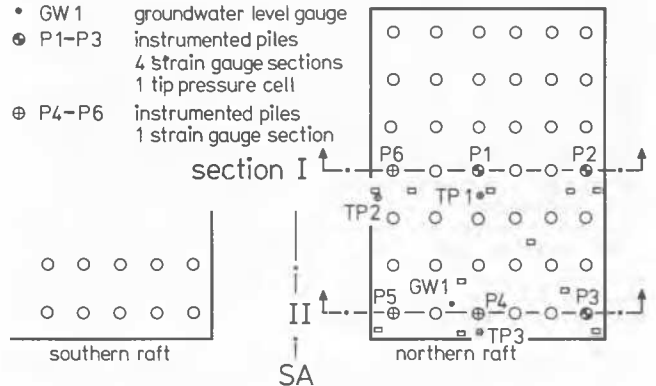 • GW 1 groundwater level gauge
P1-P3 instrumented piles
4 strain gauge sections
1 tip pressure cell
P4-P6 instrumented piles
1 strain gauge section
section I
P6 P1 P2
TP2 TP1
GW1
II P5 P4 P3
TP3
southern raft northern raft
SA